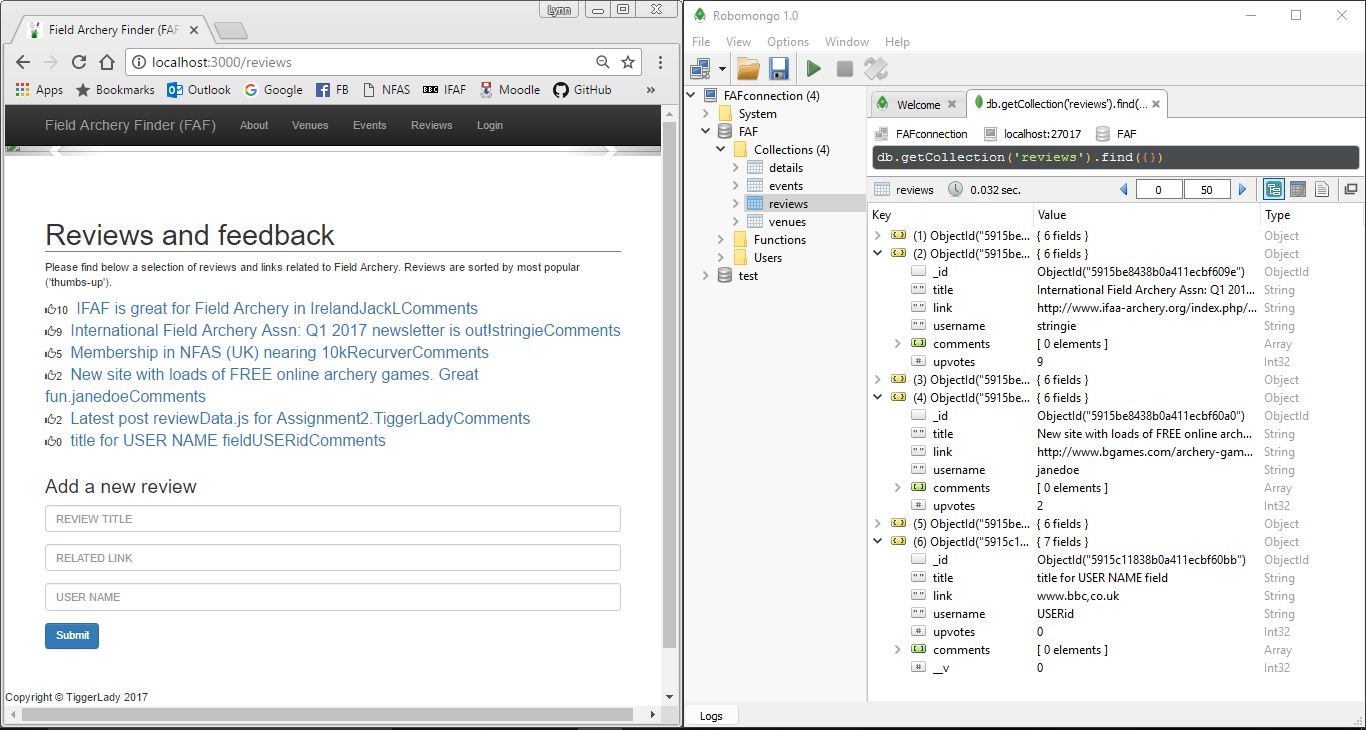 Lynn
Field Archery Finder (FAF
localhost:3000/reviews
Apps Bookmarks Outlook Google FB NFAS IFAF Moodle GitHub »
Field Archery Finder (FAF) About Venues Events Reviews Login
Reviews and feedback
Please find below a selection of reviews and links related to Field Archery. Reviews are sorted by most popular
('thumbs-up').
10 IFAF is great for Field Archery in IrelandJackLComments
9 International Field Archery Assn: Q1 2017 newsletter is out!stringieComments
5 Membership in NFAS (UK) nearing 10kRecurverComments
2 New site with loads of FREE online archery games. Great
fun.janedoeComments
2 Latest post reviewData.js for Assignment2.TiggerLadyComments
0 title for USER NAME fieldUSERidComments
Add a new review
REVIEW TITLE
RELATED LINK
USER NAME
Submit
Copyright © TiggerLady 2017
Robomongo 1.0
File View Options Window Help
FAFconnection (4)
System
FAF
Collections (4)
details
events
reviews
venues
Functions
Users
test
Welcome db.getCollection('reviews').find(...
FAFconnection localhost:27017 FAF
db.getCollection('reviews').find({})
reviews 0.032 sec. 0 50
Key Value Type
(1) ObjectId("5915be... { 6 fields } Object
(2) ObjectId("5915be... { 6 fields } Object
_id ObjectId("5915be8438b0a411ecbf609e") ObjectId
title International Field Archery Assn: Q1 201... String
link http://www.ifaa-archery.org/index.php/... String
username stringie String
comments [ 0 elements ] Array
upvotes 9 Int32
(3) ObjectId("5915be... { 6 fields } Object
(4) ObjectId("5915be... { 6 fields } Object
_id ObjectId("5915be8438b0a411ecbf60a0") ObjectId
title New site with loads of FREE online arch... String
link http://www.bgames.com/archery-gam... String
username janedoe String
comments [ 0 elements ] Array
upvotes 2 Int32
(5) ObjectId("5915be... { 6 fields } Object
(6) ObjectId("5915c1... { 7 fields } Object
_id ObjectId("5915c11838b0a411ecbf60bb") ObjectId
title title for USER NAME field String
link www.bbc,co.uk String
username USERid String
upvotes 0 Int32
comments [ 0 elements ] Array
__v 0 Int32
Logs